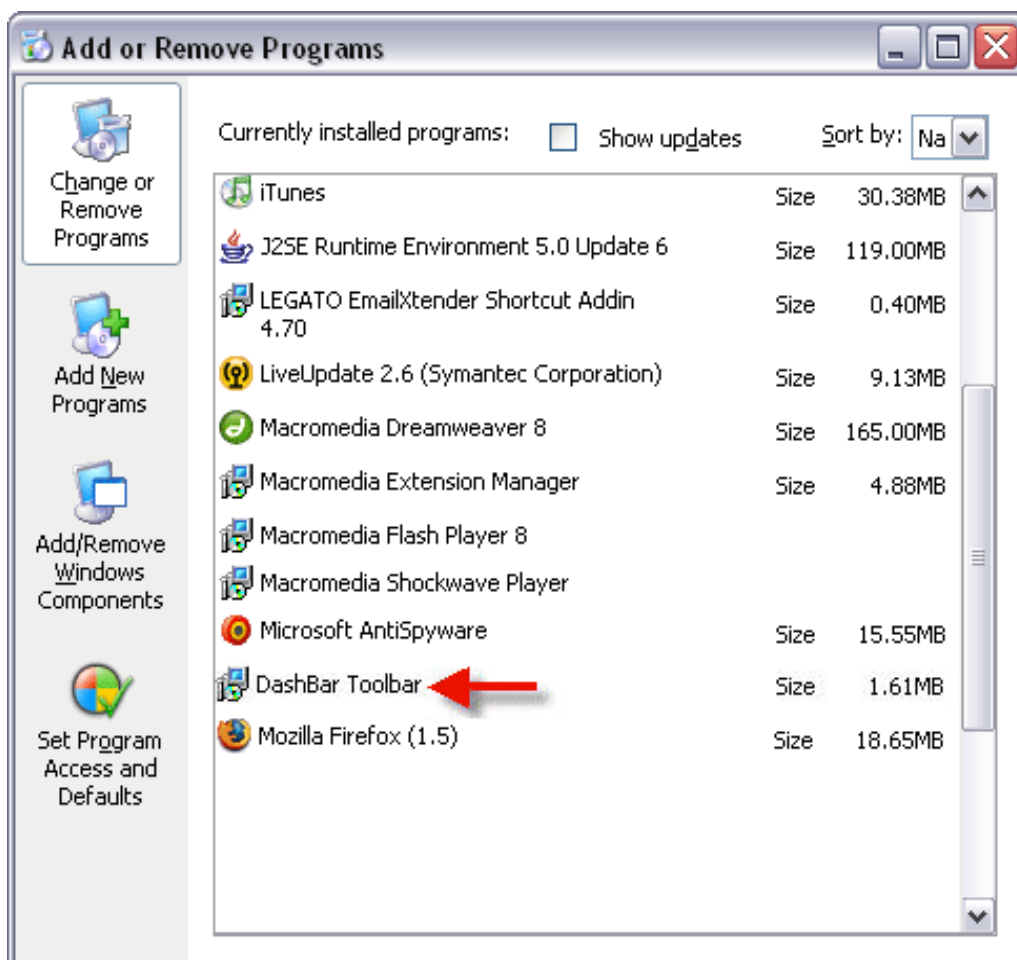 Add or Remove Programs
Change or
Remove
Programs
Add New
Programs
Add/Remove
Windows
Components
Set Program
Access and
Defaults
Currently installed programs: Show updates Sort by: Na
iTunes Size 30.38MB
J2SE Runtime Environment 5.0 Update 6 Size 119.00MB
LEGATO EmailXtender Shortcut Addin Size 0.40MB
4.70
LiveUpdate 2.6 (Symantec Corporation) Size 9.13MB
Macromedia Dreamweaver 8 Size 165.00MB
Macromedia Extension Manager Size 4.88MB
Macromedia Flash Player 8
Macromedia Shockwave Player
Microsoft AntiSpyware Size 15.55MB
DashBar Toolbar Size 1.61MB
Mozilla Firefox (1.5) Size 18.65MB